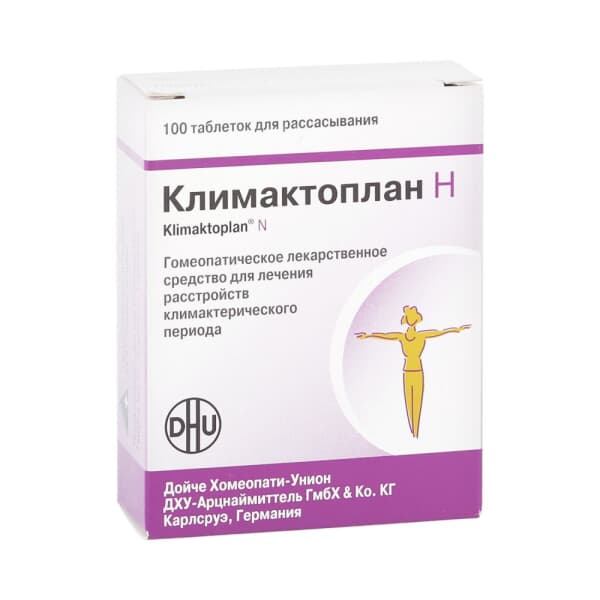 100 таблеток для рассасывания
Климактоплан Н
Klimaktoplan® N
Гомеопатическое лекарственное
средство для лечения
расстройств
климактерического
периода
DHU
Дойче Хомеопати-Унион
ДХУ-Арцнаймиттель ГмбХ & Ко. КГ
Карлсруэ, Германия